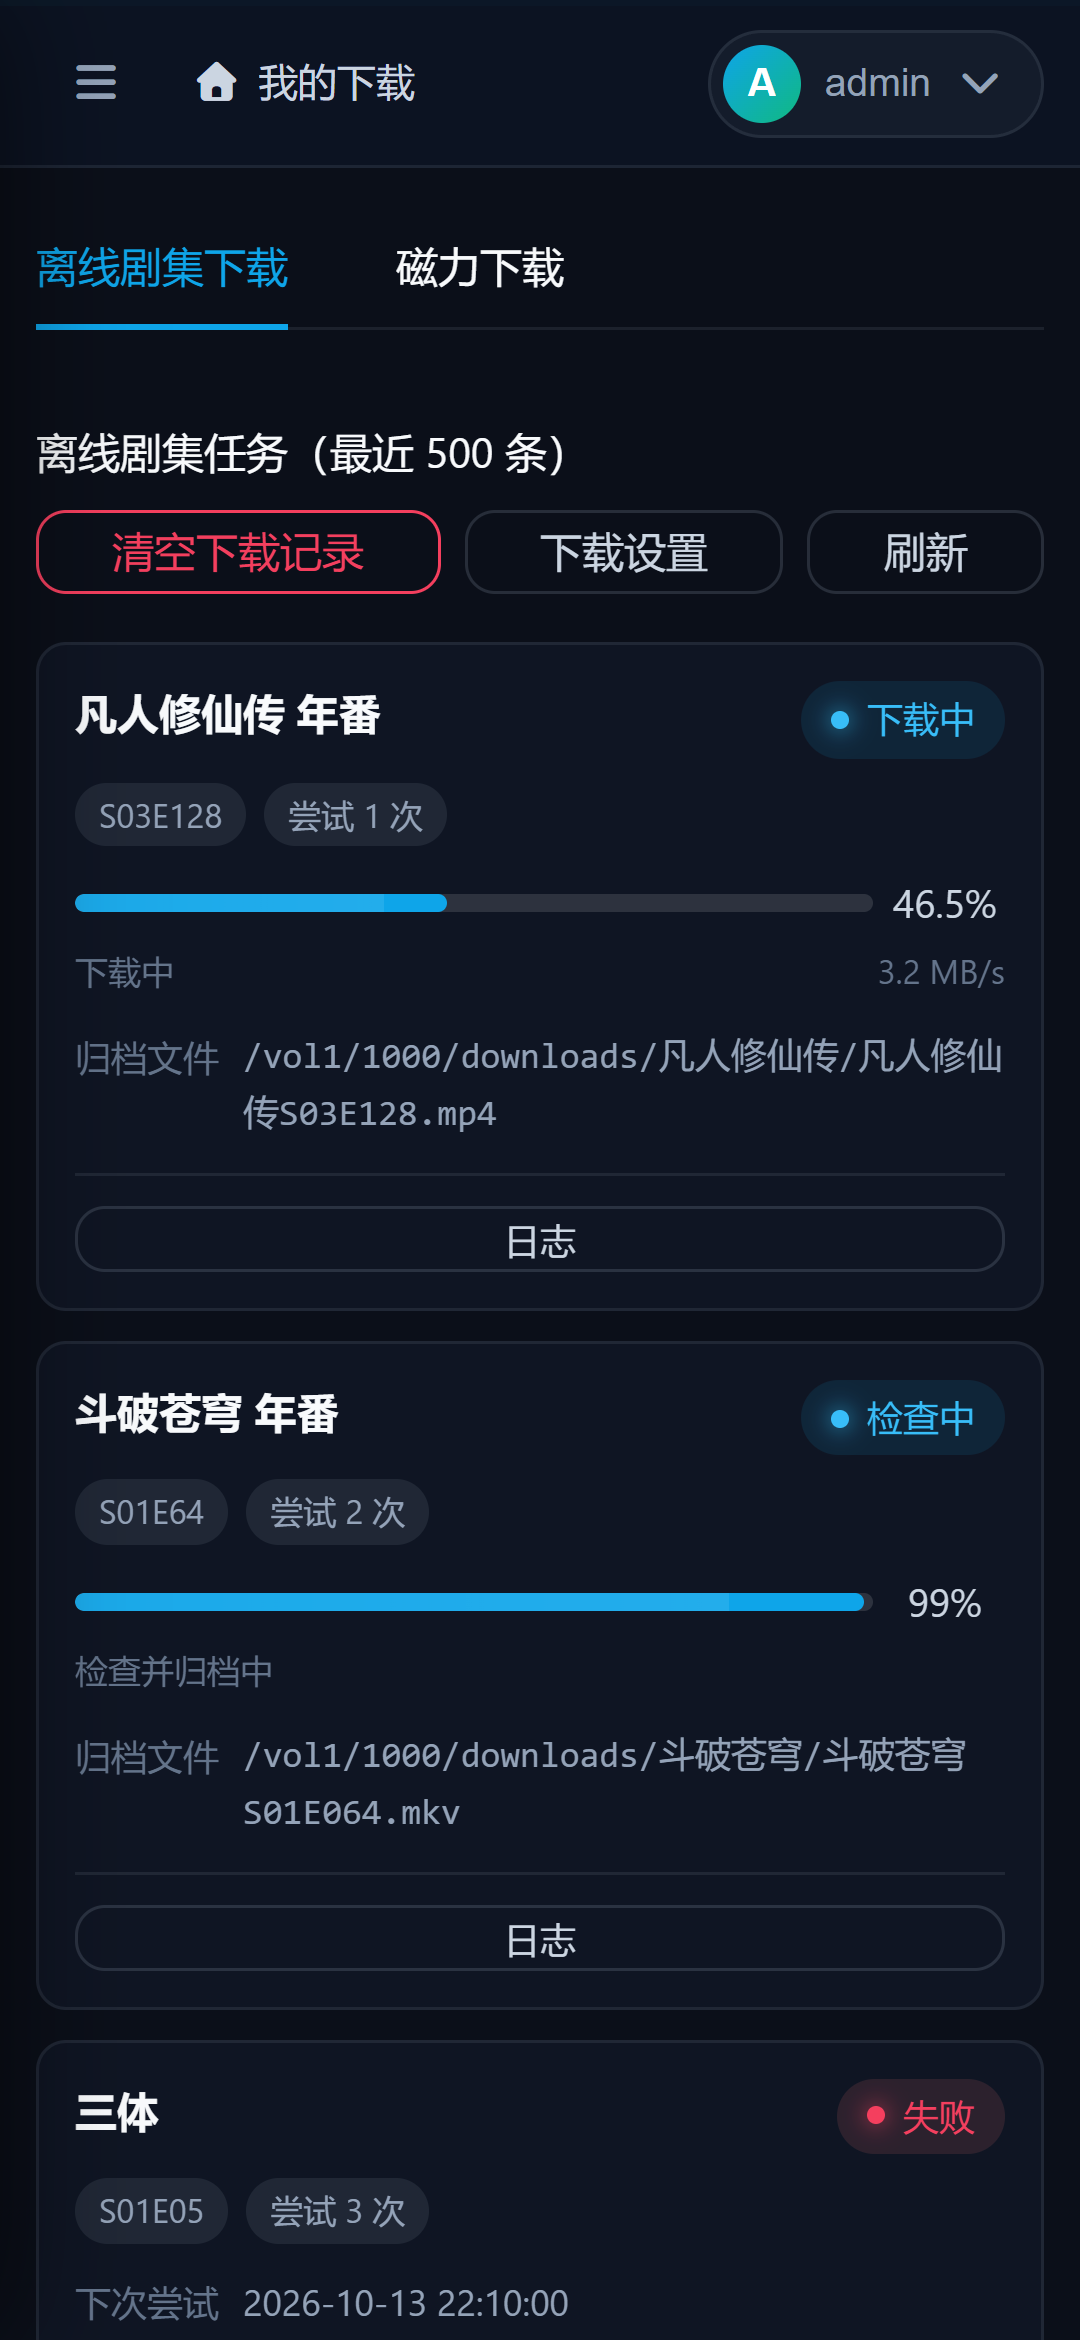 我的下载
A admin
离线剧集下载 磁力下载
离线剧集任务（最近 500 条）
清空下载记录 下载设置 刷新
凡人修仙传 年番 下载中
S03E128 尝试 1 次
46.5%
下载中 3.2 MB/s
归档文件 /vol1/1000/downloads/凡人修仙传/凡人修仙
传S03E128.mp4
日志
斗破苍穹 年番 检查中
S01E64 尝试 2 次
99%
检查并归档中
归档文件 /vol1/1000/downloads/斗破苍穹/斗破苍穹
S01E064.mkv
日志
三体 失败
S01E05 尝试 3 次
下次尝试 2026-10-13 22:10:00